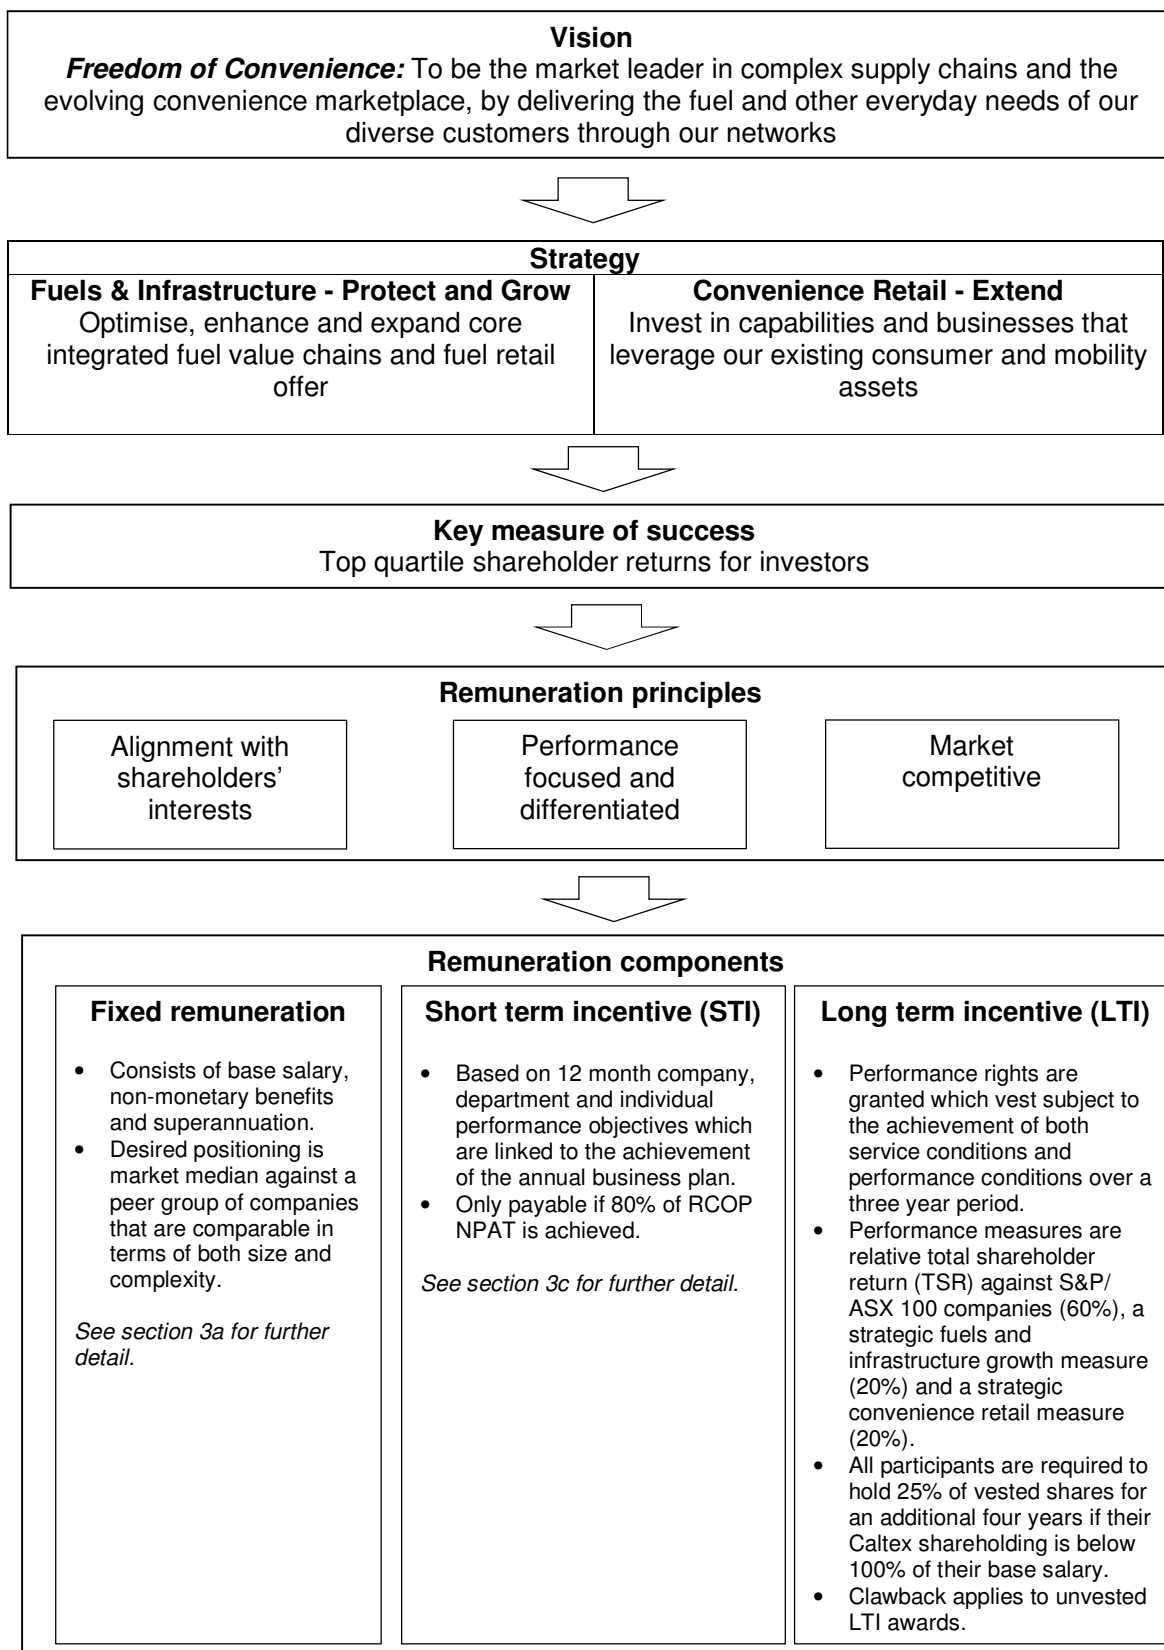 Vision
Freedom of Convenience: To be the market leader in complex supply chains and the
evolving convenience marketplace, by delivering the fuel and other everyday needs of our
diverse customers through our networks
Strategy
Fuels & Infrastructure - Protect and Grow
Optimise, enhance and expand core
integrated fuel value chains and fuel retail
offer
Convenience Retail - Extend
Invest in capabilities and businesses that
leverage our existing consumer and mobility
assets
Key measure of success
Top quartile shareholder returns for investors
Remuneration principles
Alignment with
shareholders’
interests
Performance
focused and
differentiated
Market
competitive
Remuneration components
Fixed remuneration
• Consists of base salary,
non-monetary benefits
and superannuation.
• Desired positioning is
market median against a
peer group of companies
that are comparable in
terms of both size and
complexity.
See section 3a for further
detail.
Short term incentive (STI)
• Based on 12 month company,
department and individual
performance objectives which
are linked to the achievement
of the annual business plan.
• Only payable if 80% of RCOP
NPAT is achieved.
See section 3c for further detail.
Long term incentive (LTI)
• Performance rights are
granted which vest subject to
the achievement of both
service conditions and
performance conditions over a
three year period.
• Performance measures are
relative total shareholder
return (TSR) against S&P/
ASX 100 companies (60%), a
strategic fuels and
infrastructure growth measure
(20%) and a strategic
convenience retail measure
(20%).
• All participants are required to
hold 25% of vested shares for
an additional four years if their
Caltex shareholding is below
100% of their base salary.
• Clawback applies to unvested
LTI awards.